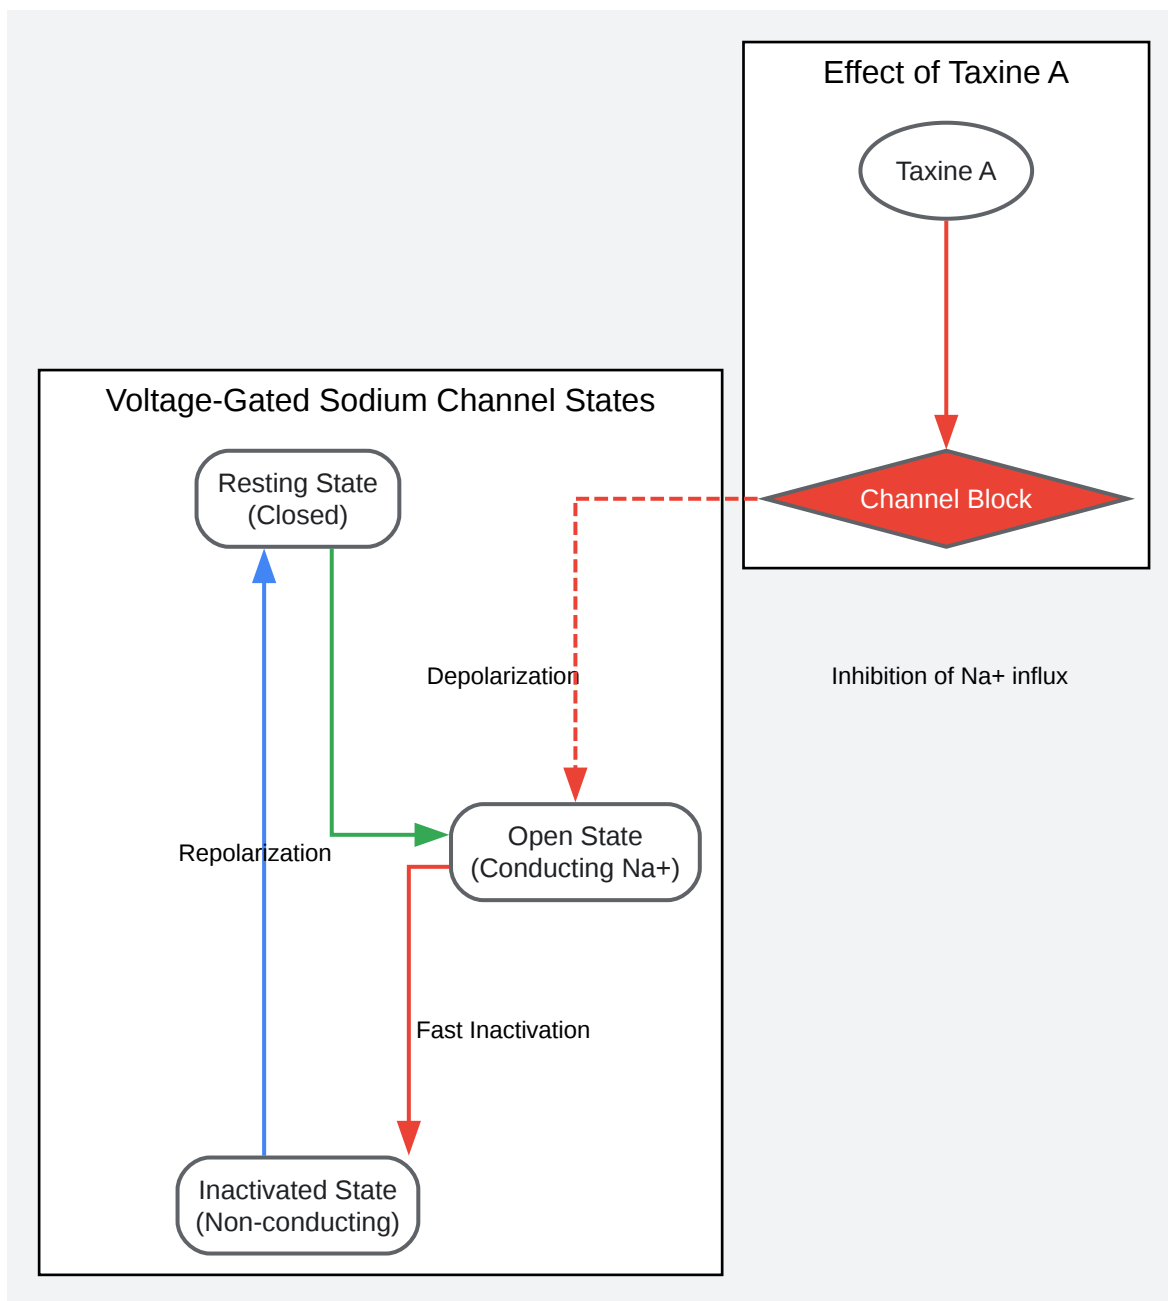 Effect of Taxine A
Taxine A
Channel Block
Voltage-Gated Sodium Channel States
Resting State
(Closed)
Depolarization
Inhibition of Na+ influx
Open State
(Conducting Na+)
Repolarization
Fast Inactivation
Inactivated State
(Non-conducting)